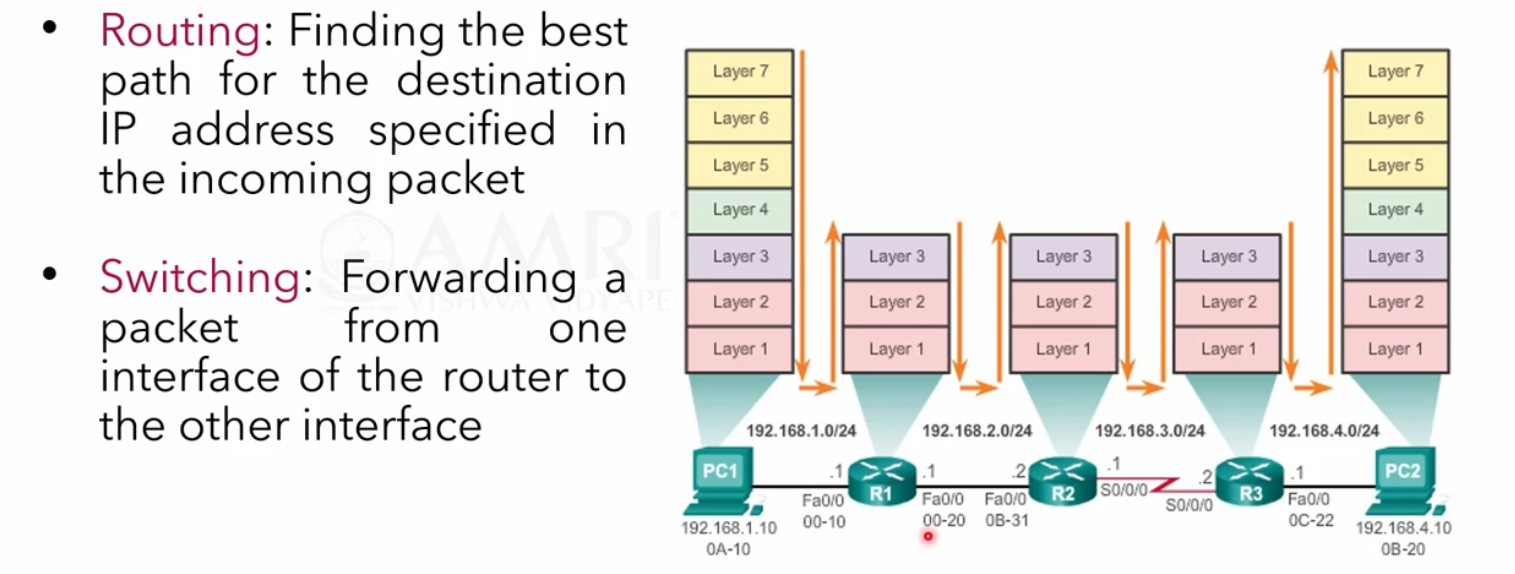 • Routing: Finding the best
path for the destination
IP address specified in
the incoming packet
• Switching: Forwarding a
packet from one
interface of the router to
the other interface
AMRI
VISHWA VIDYAPE
Layer 7
Layer 6
Layer 5
Layer 4
Layer 3
Layer 2
Layer 1
Layer 3
Layer 2
Layer 1
Layer 3
Layer 2
Layer 1
Layer 3
Layer 2
Layer 1
Layer 7
Layer 6
Layer 5
Layer 4
Layer 3
Layer 2
Layer 1
192.168.1.0/24 192.168.2.0/24 192.168.3.0/24 192.168.4.0/24
PC1 .1 R1 .1 .2 R2 .1 .2 R3 .1 PC2
Fa0/0 Fa0/0 Fa0/0 S0/0/0 S0/0/0 Fa0/0
00-10 00-20 0B-31 0C-22
192.168.1.10 192.168.4.10
0A-10 0B-20